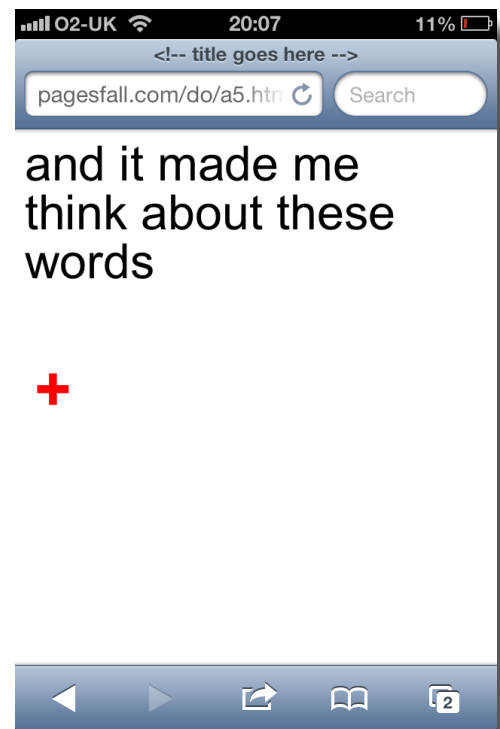 O2-UK 20:07 11%
<!-- title goes here -->
pagesfall.com/do/a5.htm Search
and it made me
think about these
words
+
2